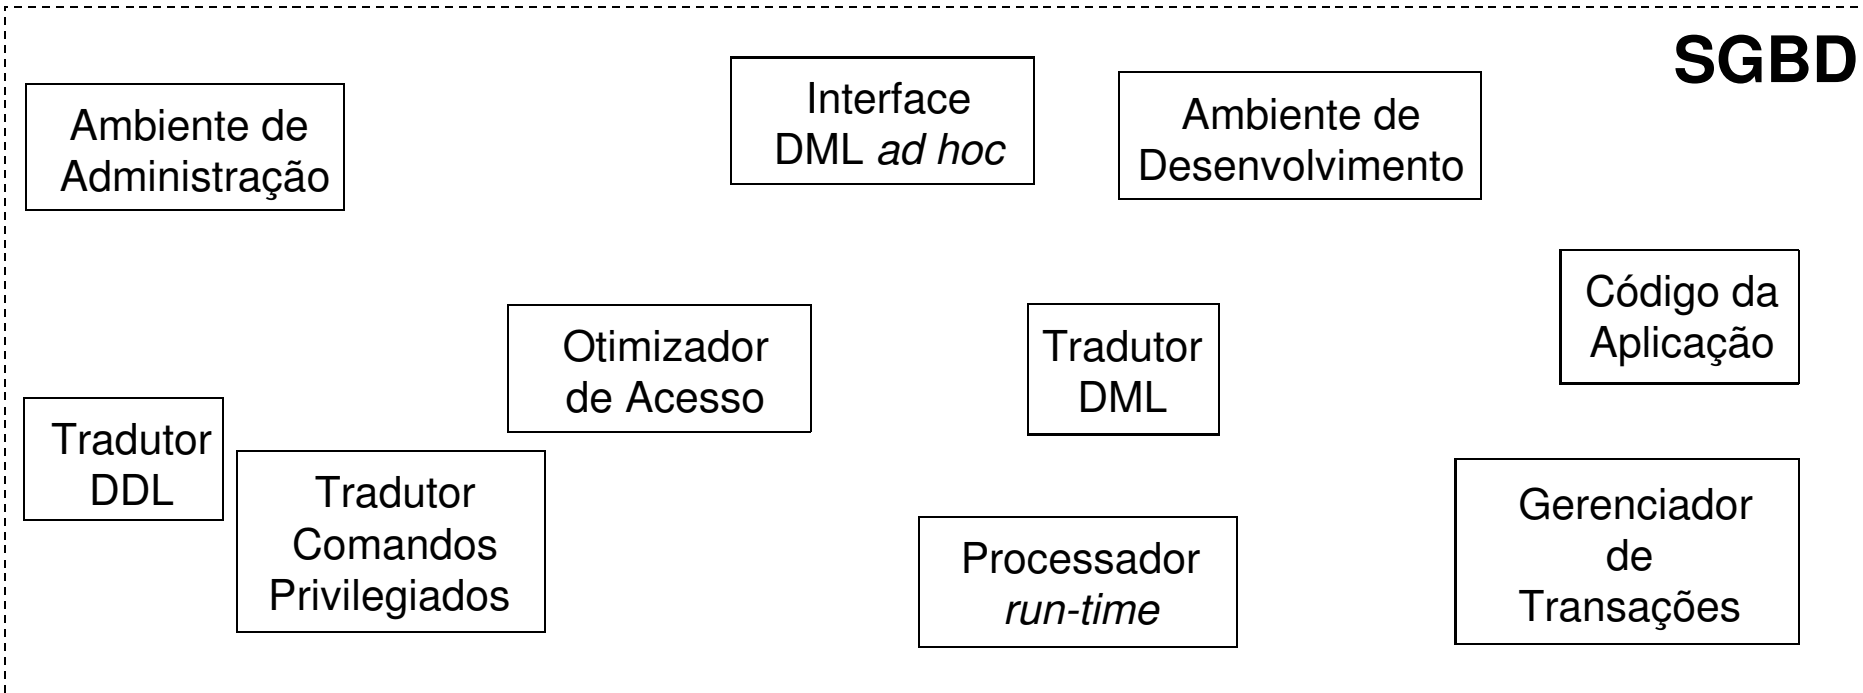 SGBD
Ambiente de
Administração
Interface
DML ad hoc
Ambiente de
Desenvolvimento
Código da
Aplicação
Otimizador
de Acesso
Tradutor
DML
Tradutor
DDL
Tradutor
Comandos
Privilegiados
Processador
run-time
Gerenciador
de
Transações